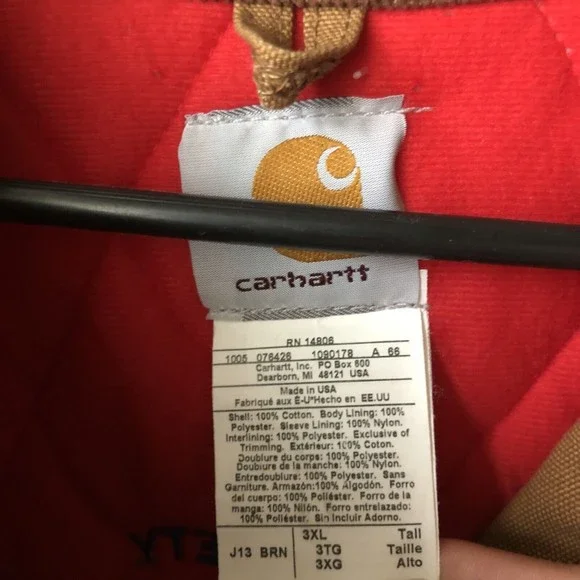 carhartt
RN 14806
1005 076426 1090178 A 66
Carhartt, Inc. PO Box 600
Dearborn, MI 48121 USA
Made in USA
Fabriqué aux É-U*Hecho en EE.UU
Shell: 100% Cotton. Body Lining: 100%
Polyester. Sleeve Lining: 100% Nylon.
Interlining: 100% Polyester. Exclusive of
Trimming. Extérieur: 100% Coton.
Doublure du corps: 100% Polyester.
Doublure de la manche: 100% Nylon.
Entredoublure: 100% Polyester. Sans
Garniture. Armazón:100% Algodón. Forro
del cuerpo: 100% Poliéster. Forro de la
manga: 100% Nilón. Forro entrelazado:
100% Poliéster. Sin Incluir Adorno.
J13 BRN
3XL Tall
3TG Taille
3XG Alto